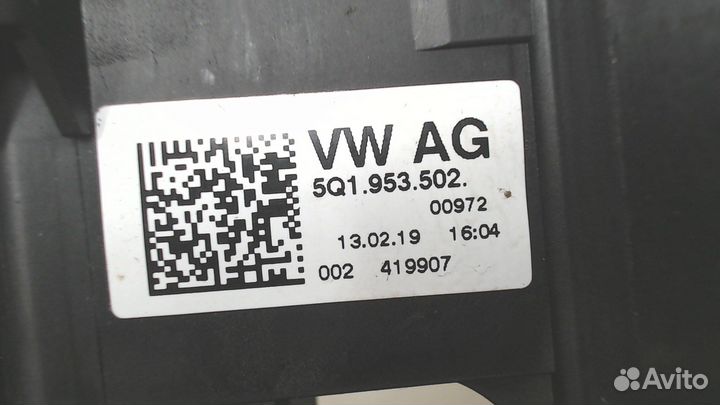 VW AG
5Q1.953.502.
00972
13.02.19 16:04
002 419907
Avito